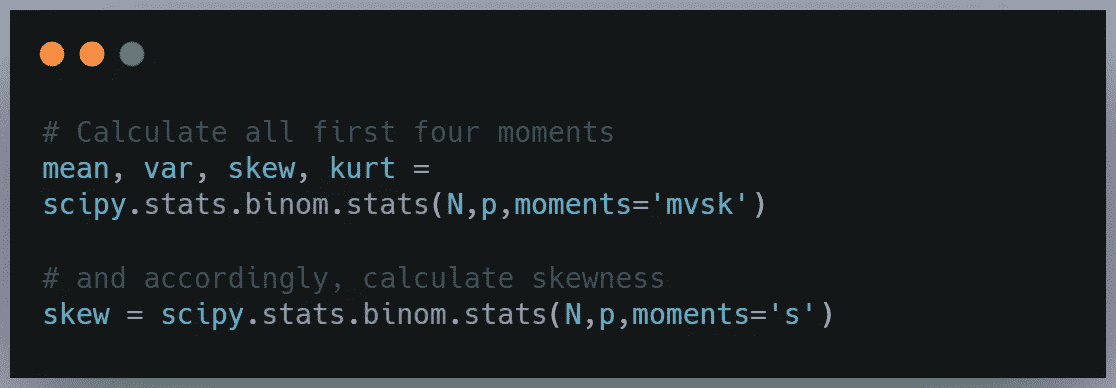 # Calculate all first four moments
mean, var, skew, kurt =
scipy.stats.binom.stats(N,p,moments='mvsk')
# and accordingly, calculate skewness
skew = scipy.stats.binom.stats(N,p,moments='s')